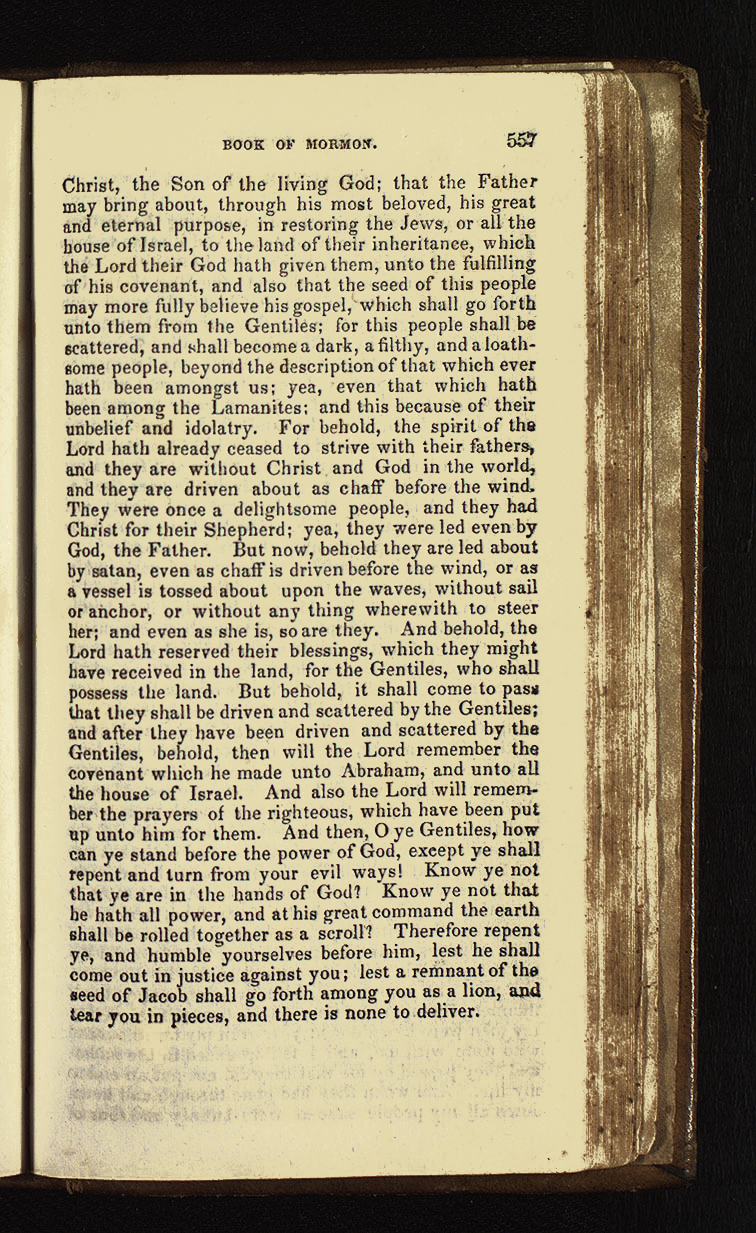 BOOK OF MORMON. 557
Christ, the Son of the living God; that the Father
may bring about, through his most beloved, his great
and eternal purpose, in restoring the Jews, or all the
house of Israel, to the land of their inheritance, which
the Lord their God hath given them, unto the fulfilling
of his covenant, and also that the seed of this people
may more fully believe his gospel, which shall go forth
unto them from the Gentiles; for this people shall be
scattered, and shall become a dark, a filthy, and a loath-
some people, beyond the description of that which ever
hath been amongst us; yea, even that which hath
been among the Lamanites; and this because of their
unbelief and idolatry. For behold, the spirit of the
Lord hath already ceased to strive with their fathers,
and they are without Christ and God in the world,
and they are driven about as chaff before the wind.
They were once a delightsome people, and they had
Christ for their Shepherd; yea, they were led even by
God, the Father. But now, behold they are led about
by satan, even as chaff is driven before the wind, or as
a vessel is tossed about upon the waves, without sail
or anchor, or without any thing wherewith to steer
her; and even as she is, so are they. And behold, the
Lord hath reserved their blessings, which they might
have received in the land, for the Gentiles, who shall
possess the land. But behold, it shall come to pass
that they shall be driven and scattered by the Gentiles;
and after they have been driven and scattered by the
Gentiles, behold, then will the Lord remember the
covenant which he made unto Abraham, and unto all
the house of Israel. And also the Lord will remem-
ber the prayers of the righteous, which have been put
up unto him for them. And then, O ye Gentiles, how
can ye stand before the power of God, except ye shall
repent and turn from your evil ways! Know ye not
that ye are in the hands of God? Know ye not that
he hath all power, and at his great command the earth
shall be rolled together as a scroll? Therefore repent
ye, and humble yourselves before him, lest he shall
come out in justice against you; lest a remnant of the
seed of Jacob shall go forth among you as a lion, and
tear you in pieces, and there is none to deliver.